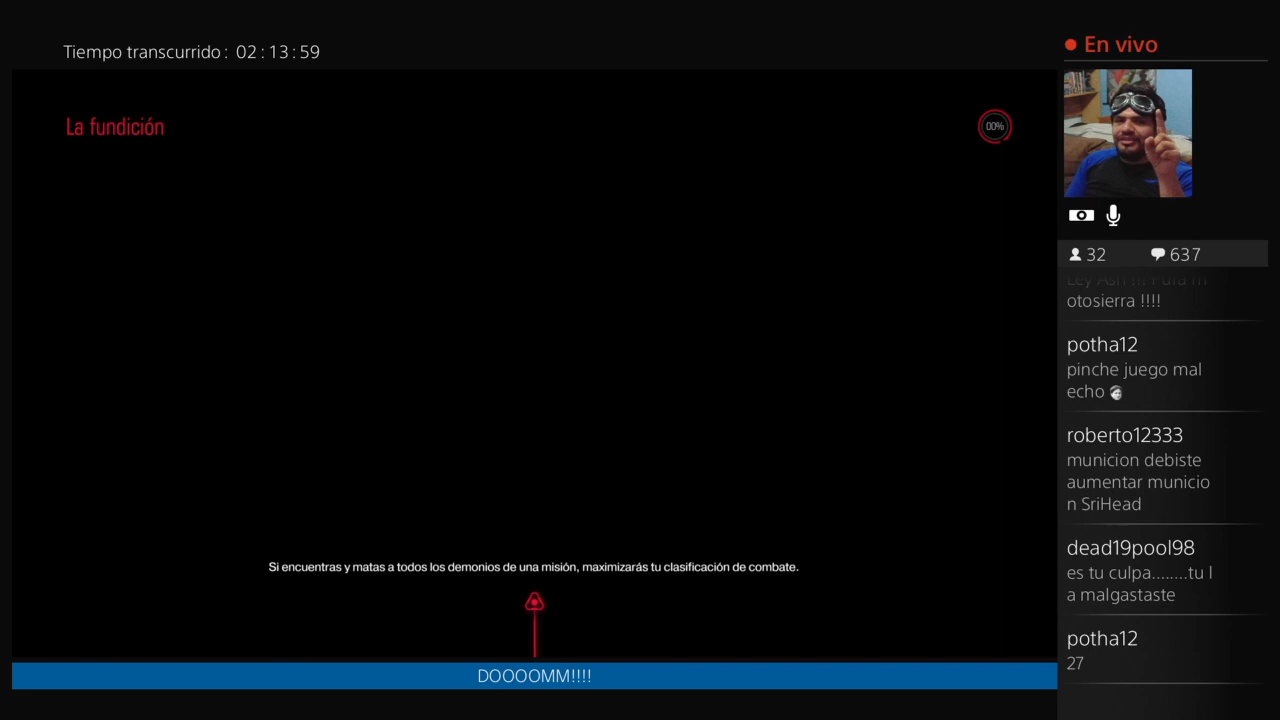 Tiempo transcurrido : 02 : 13 : 59
La fundición
00%
Si encuentras y matas a todos los demonios de una misión, maximizarás tu clasificación de combate.
DOOOOMM!!!!
En vivo
32 637
otosierra !!!!
potha12
pinche juego mal
echo
roberto12333
municion debiste
aumentar municio
n SriHead
dead19pool98
es tu culpa........tu l
a malgastaste
potha12
27